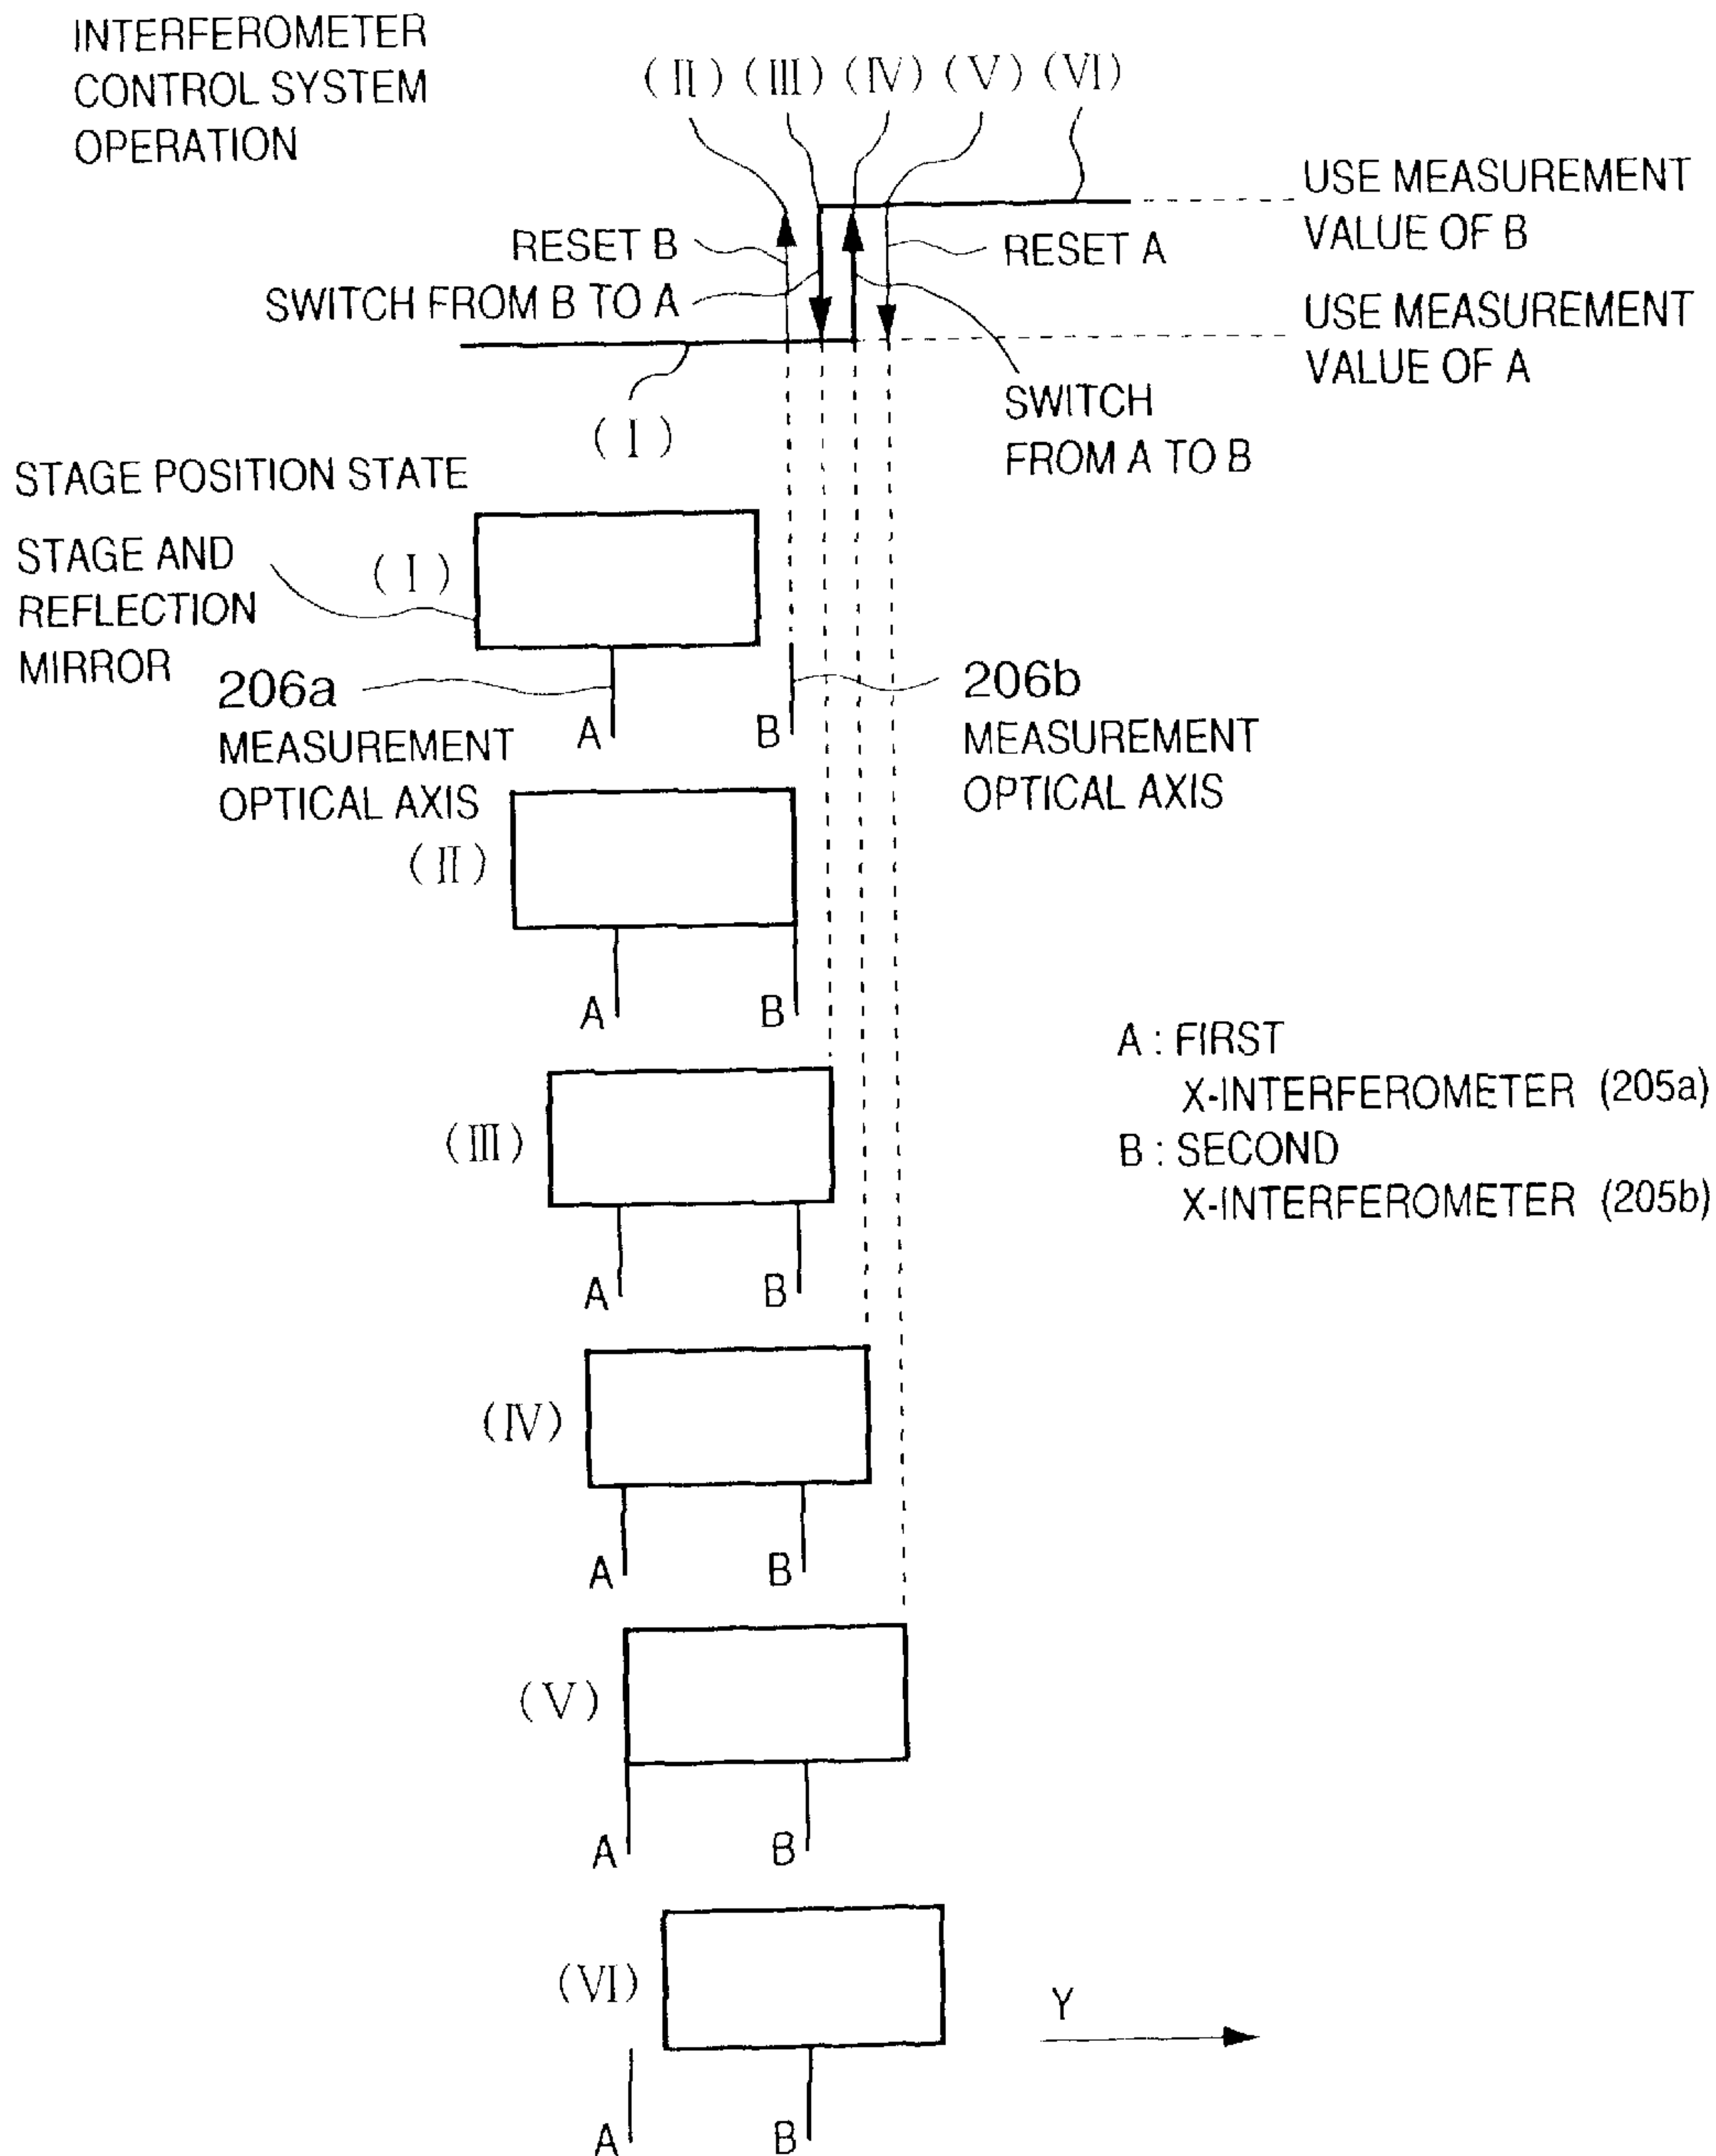 INTERFEROMETER
CONTROL SYSTEM
OPERATION
(II) (III) (IV) (V) (VI)
USE MEASUREMENT
VALUE OF B
RESET B
RESET A
SWITCH FROM B TO A
USE MEASUREMENT
VALUE OF A
SWITCH
FROM A TO B
(I)
STAGE POSITION STATE
STAGE AND
REFLECTION
MIRROR
(I)
206a
MEASUREMENT
OPTICAL AXIS
A
B
206b
MEASUREMENT
OPTICAL AXIS
(II)
A
B
A : FIRST
X-INTERFEROMETER (205a)
B : SECOND
X-INTERFEROMETER (205b)
(III)
A
B
(IV)
A
B
(V)
A
B
(VI)
A
B
Y